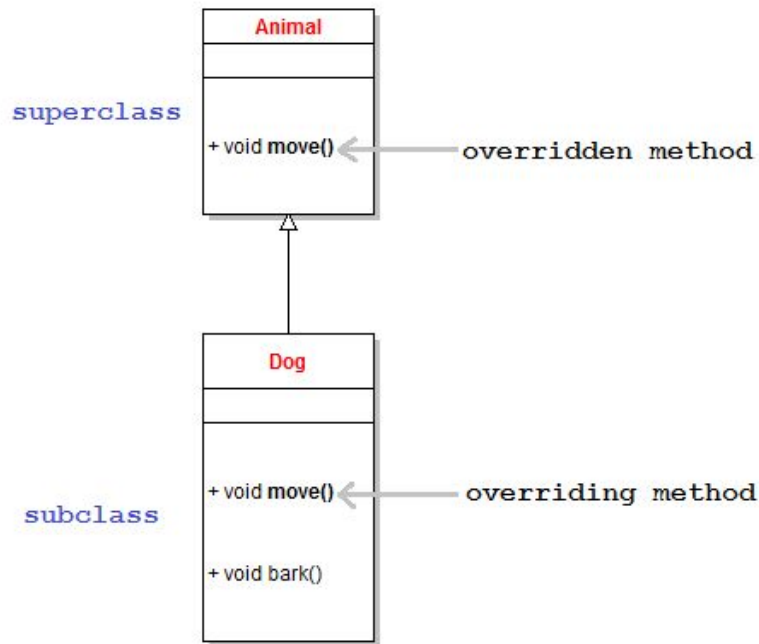 Animal
superclass
+ void move()
overridden method
Dog
+ void move()
overriding method
subclass
+ void bark()